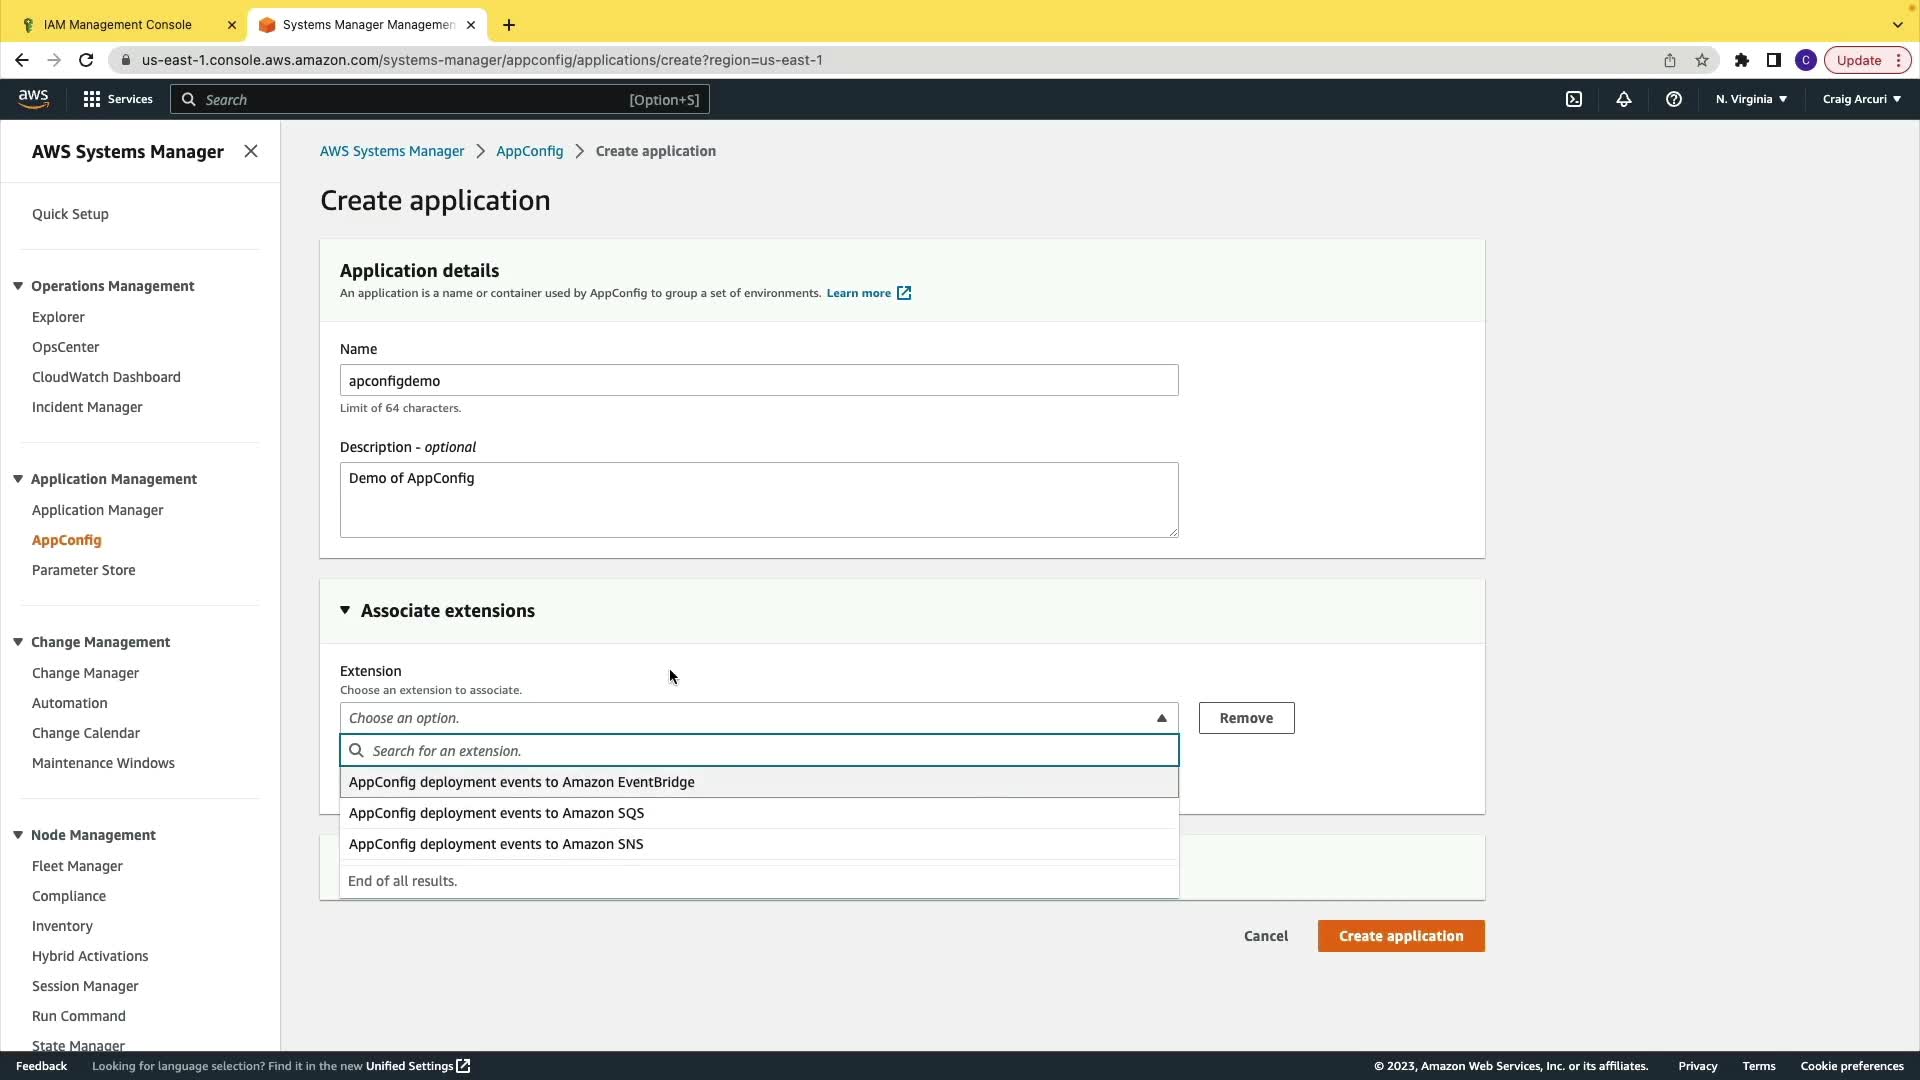 IAM Management Console
Systems Manager Managemen
us-east-1.console.aws.amazon.com/systems-manager/appconfig/applications/create?region=us-east-1
C
Update
aws
Services
Search
[Option+S]
N. Virginia
Craig Arcuri
AWS Systems Manager
Quick Setup
Operations Management
Explorer
OpsCenter
CloudWatch Dashboard
Incident Manager
Application Management
Application Manager
AppConfig
Parameter Store
Change Management
Change Manager
Automation
Change Calendar
Maintenance Windows
Node Management
Fleet Manager
Compliance
Inventory
Hybrid Activations
Session Manager
Run Command
State Manager
AWS Systems Manager > AppConfig > Create application
Create application
Application details
An application is a name or container used by AppConfig to group a set of environments. Learn more
Name
apconfigdemo
Limit of 64 characters.
Description - optional
Demo of AppConfig
Associate extensions
Extension
Choose an extension to associate.
Choose an option.
Remove
Search for an extension.
AppConfig deployment events to Amazon EventBridge
AppConfig deployment events to Amazon SQS
AppConfig deployment events to Amazon SNS
End of all results.
Cancel
Create application
Feedback
Looking for language selection? Find it in the new Unified Settings
© 2023, Amazon Web Services, Inc. or its affiliates.
Privacy
Terms
Cookie preferences